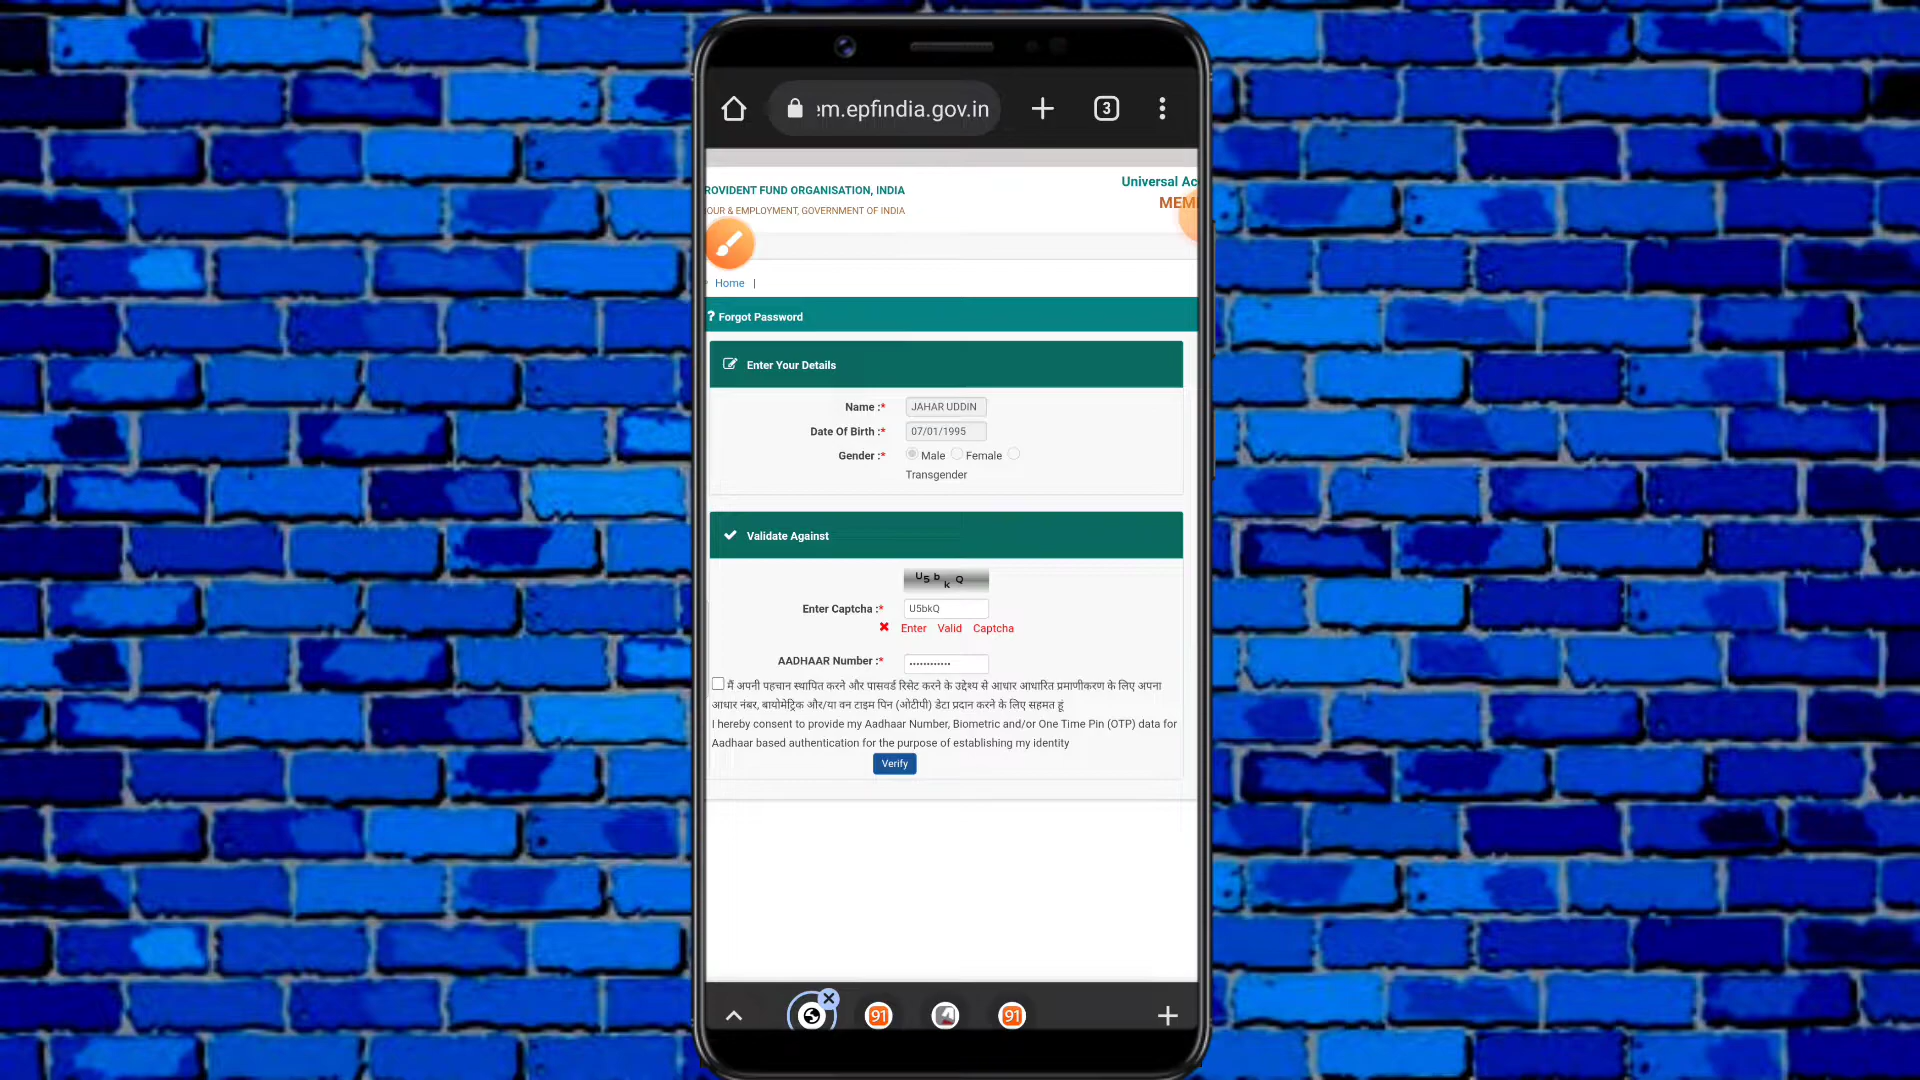 :m.epfindia.gov.in
3
ROVIDENT FUND ORGANISATION, INDIA
Universal Ac
OUR & EMPLOYMENT, GOVERNMENT OF INDIA
MEM
Home |
? Forgot Password
Enter Your Details
Name :* JAHAR UDDIN
Date Of Birth :* 07/01/1995
Gender :* Male Female
Transgender
Validate Against
U5bkQ
Enter Captcha :* U5bkQ
Enter Valid Captcha
AADHAAR Number :* ••••••••••••
मैं अपनी पहचान स्थापित करने और पासवर्ड रिसेट करने के उद्देश्य से आधार आधारित प्रमाणीकरण के लिए अपना
आधार नंबर, बायोमेट्रिक और/या वन टाइम पिन (ओटीपी) डेटा प्रदान करने के लिए सहमत हूं
I hereby consent to provide my Aadhaar Number, Biometric and/or One Time Pin (OTP) data for
Aadhaar based authentication for the purpose of establishing my identity
Verify
91 91